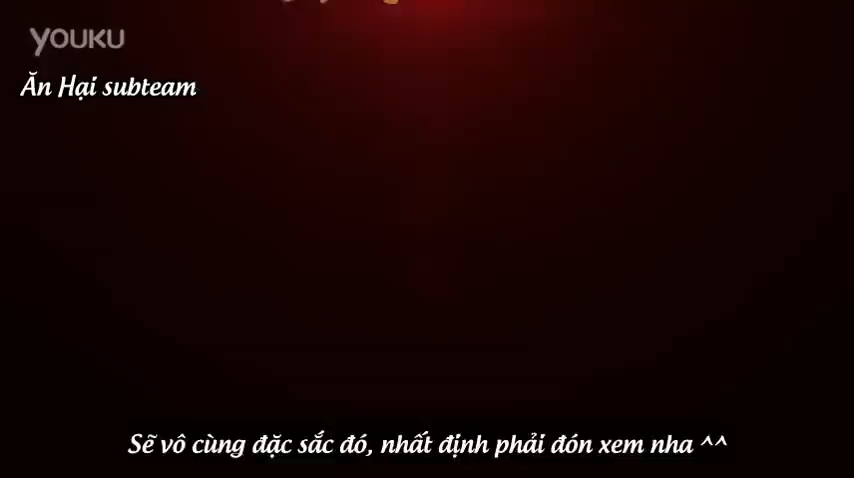 YOUKU
Ăn Hại subteam
Sẽ vô cùng đặc sắc đó, nhất định phải đón xem nha ^^